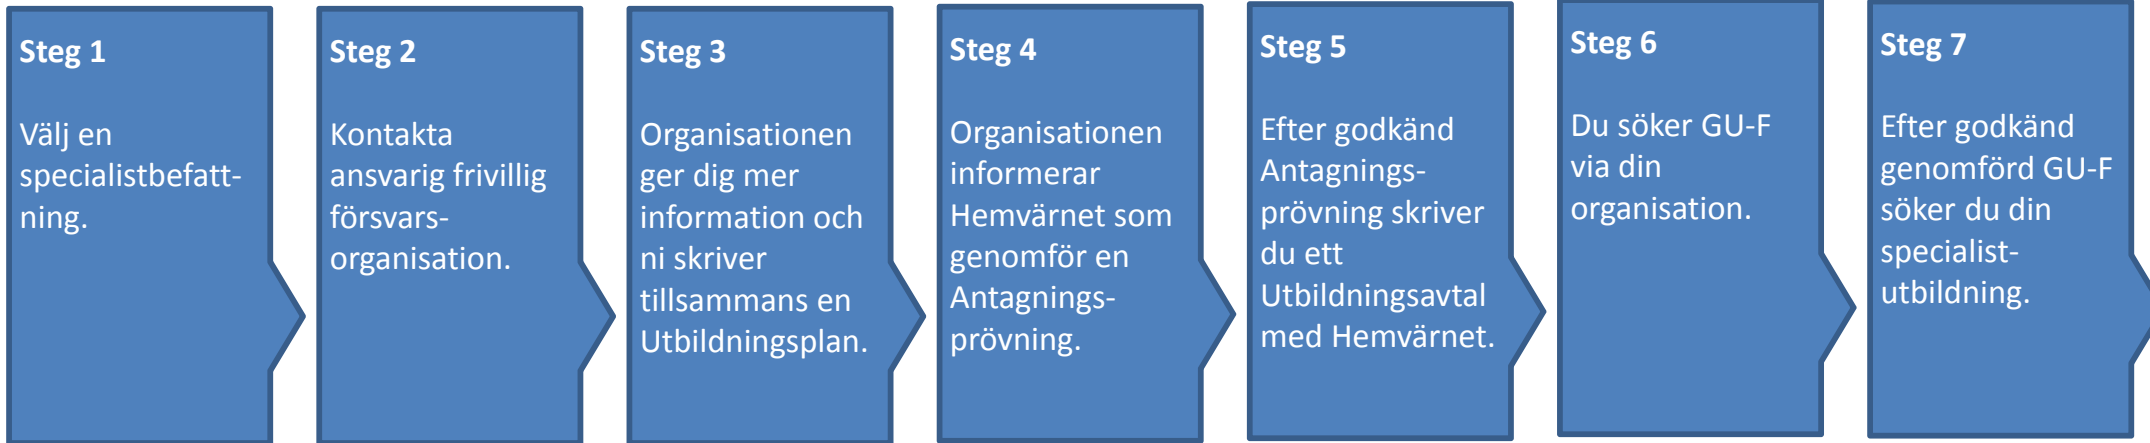 Steg 1
Välj en
specialistbefatt-
ning.
Steg 2
Kontakta
ansvarig frivillig
försvars-
organisation.
Steg 3
Organisationen
ger dig mer
information och
ni skriver
tillsammans en
Utbildningsplan.
Steg 4
Organisationen
informerar
Hemvärnet som
genomför en
Antagnings-
prövning.
Steg 5
Efter godkänd
Antagnings-
prövning skriver
du ett
Utbildningsavtal
med Hemvärnet.
Steg 6
Du söker GU-F
via din
organisation.
Steg 7
Efter godkänd
genomförd GU-F
söker du din
specialist-
utbildning.